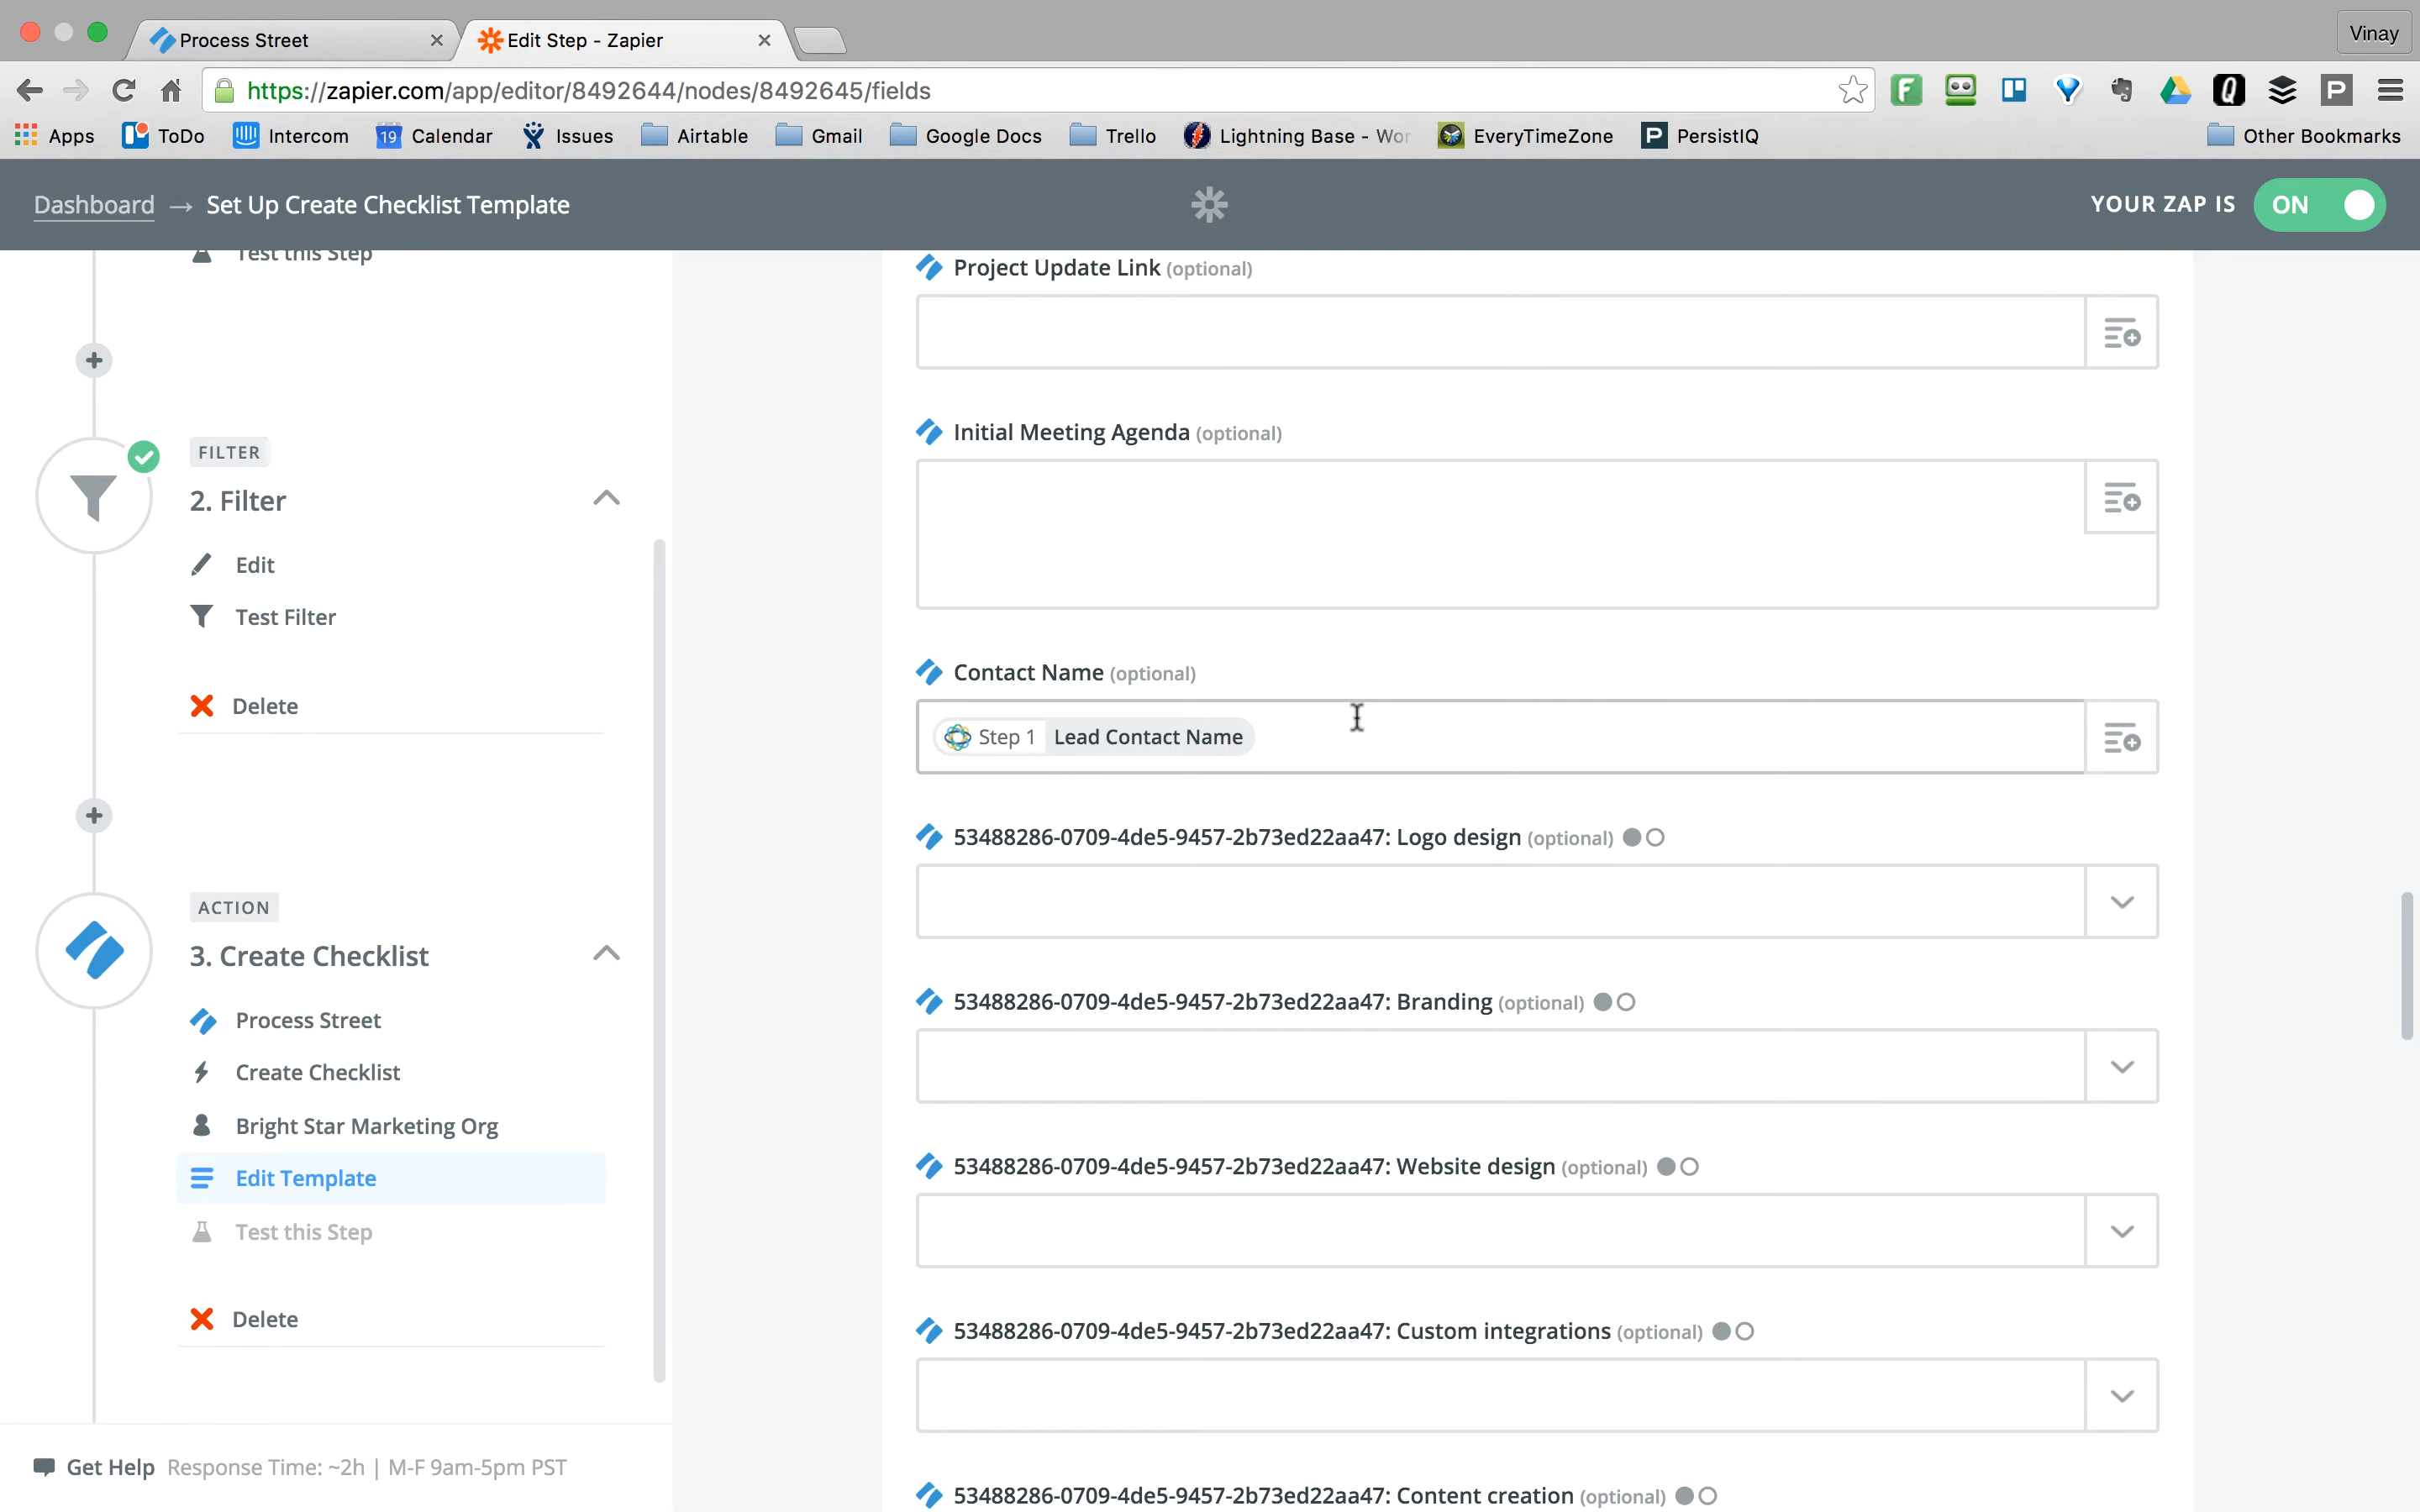 Process Street
Edit Step - Zapier
Vinay
https://zapier.com/app/editor/8492644/nodes/8492645/fields
Apps ToDo Intercom 19 Calendar Issues Airtable Gmail Google Docs Trello Lightning Base - Wor EveryTimeZone P PersistIQ Other Bookmarks
Dashboard → Set Up Create Checklist Template
YOUR ZAP IS ON
Test this Step
FILTER
2. Filter
Edit
Test Filter
Delete
ACTION
3. Create Checklist
Process Street
Create Checklist
Bright Star Marketing Org
Edit Template
Test this Step
Delete
Get Help Response Time: ~2h | M-F 9am-5pm PST
Project Update Link (optional)
Initial Meeting Agenda (optional)
Contact Name (optional)
Step 1 Lead Contact Name
53488286-0709-4de5-9457-2b73ed22aa47: Logo design (optional)
53488286-0709-4de5-9457-2b73ed22aa47: Branding (optional)
53488286-0709-4de5-9457-2b73ed22aa47: Website design (optional)
53488286-0709-4de5-9457-2b73ed22aa47: Custom integrations (optional)
53488286-0709-4de5-9457-2b73ed22aa47: Content creation (optional)